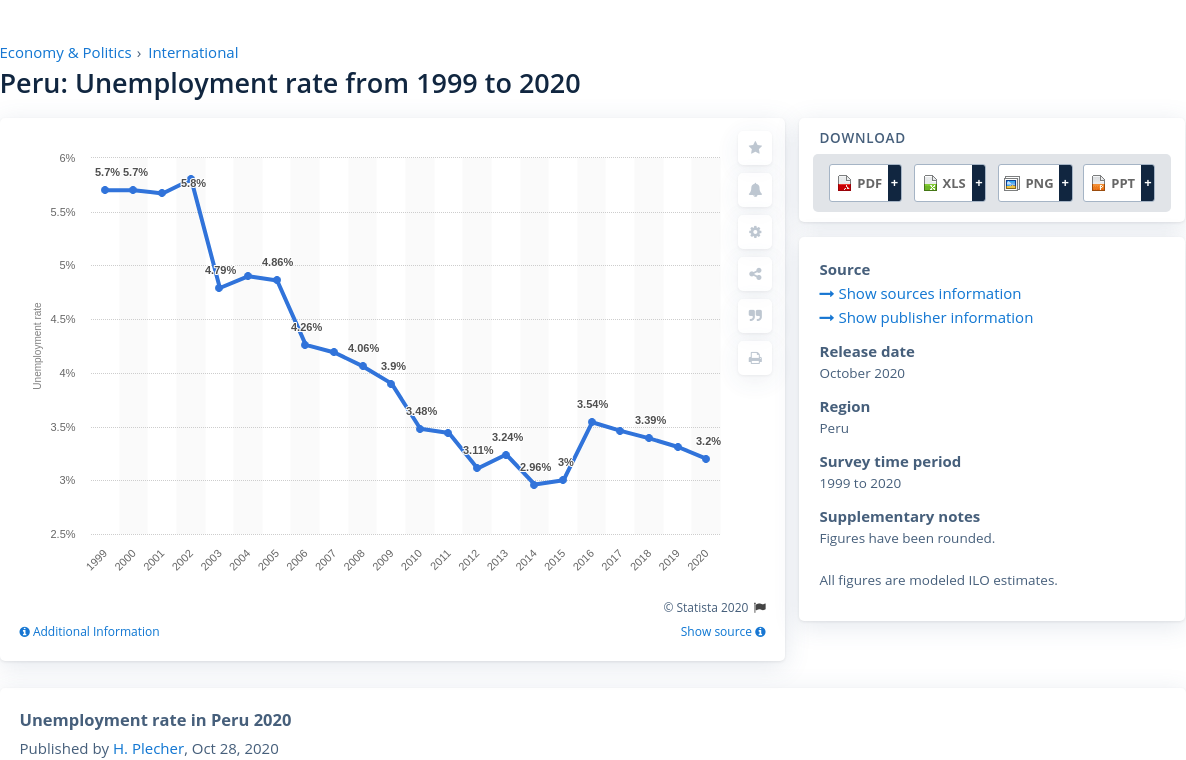 Economy & Politics › International
Peru: Unemployment rate from 1999 to 2020
6%
5.5%
5%
4.5%
4%
3.5%
3%
2.5%
Unemployment rate
5.7% 5.7%
5.8%
4.79%
4.86%
4.26%
4.06%
3.9%
3.48%
3.11%
3.24%
2.96%
3%
3.54%
3.39%
3.2%
1999 2000 2001 2002 2003 2004 2005 2006 2007 2008 2009 2010 2011 2012 2013 2014 2015 2016 2017 2018 2019 2020
© Statista 2020
Additional Information
Show source
DOWNLOAD
PDF + XLS + PNG + PPT +
Source
Show sources information
Show publisher information
Release date
October 2020
Region
Peru
Survey time period
1999 to 2020
Supplementary notes
Figures have been rounded.
All figures are modeled ILO estimates.
Unemployment rate in Peru 2020
Published by H. Plecher, Oct 28, 2020